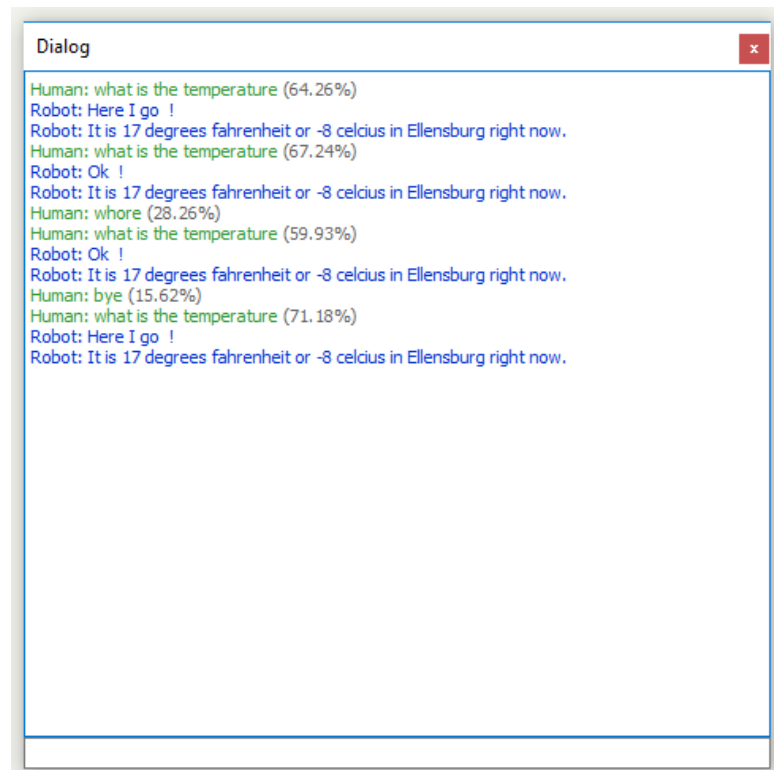 Dialog
x
Human: what is the temperature (64.26%)
Robot: Here I go !
Robot: It is 17 degrees fahrenheit or -8 celcius in Ellensburg right now.
Human: what is the temperature (67.24%)
Robot: Ok !
Robot: It is 17 degrees fahrenheit or -8 celcius in Ellensburg right now.
Human: whore (28.26%)
Human: what is the temperature (59.93%)
Robot: Ok !
Robot: It is 17 degrees fahrenheit or -8 celcius in Ellensburg right now.
Human: bye (15.62%)
Human: what is the temperature (71.18%)
Robot: Here I go !
Robot: It is 17 degrees fahrenheit or -8 celcius in Ellensburg right now.